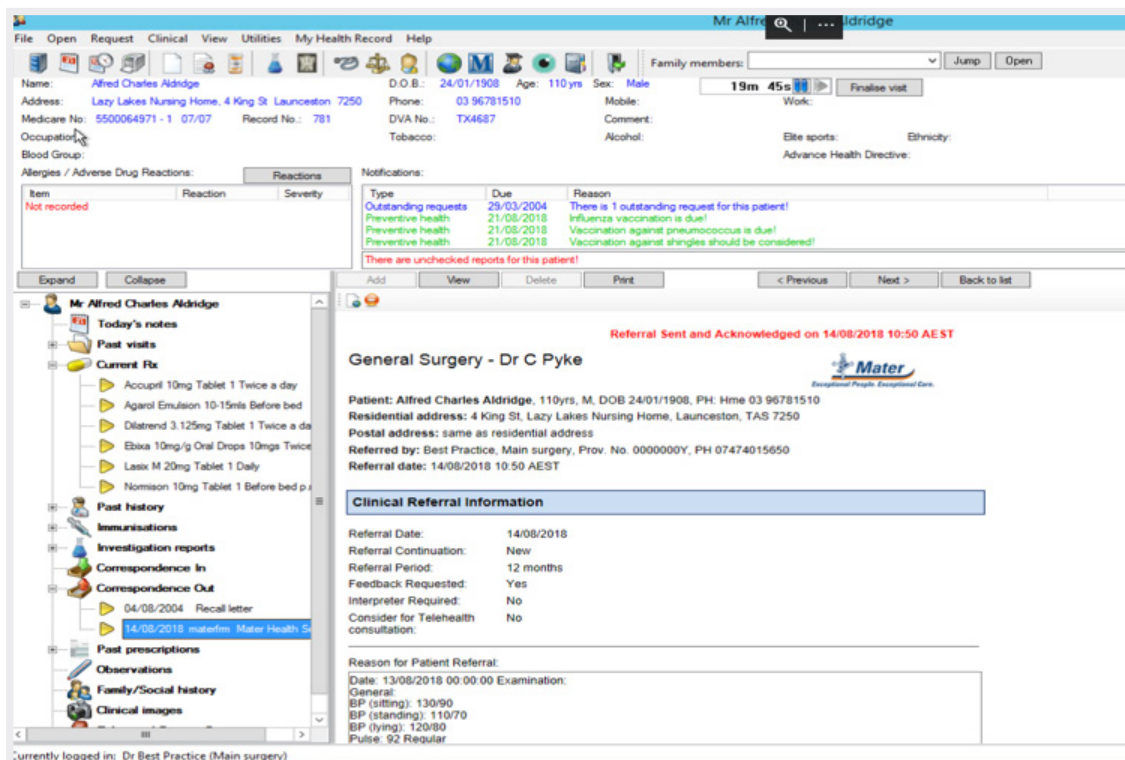 Mr Alfre ... ldridge
File Open Request Clinical View Utilities My Health Record Help
Family members: Jump Open
Name: Alfred Charles Aldridge D.O.B.: 24/01/1908 Age: 110 yrs Sex: Male 19m 45s Finalise visit
Address: Lazy Lakes Nursing Home, 4 King St Launceston 7250 Phone: 03 96781510 Mobile: Work:
Medicare No: 5500064971 - 1 07/07 Record No.: 781 DVA No.: TX4687 Comment:
Occupation: Tobacco: Alcohol: Elite sports: Ethnicity:
Blood Group: Advance Health Directive:
Allergies / Adverse Drug Reactions: Reactions Notifications:
Item Reaction Severity Type Due Reason
Not recorded Outstanding requests 29/03/2004 There is 1 outstanding request for this patient!
Preventive health 21/08/2018 Influenza vaccination is due!
Preventive health 21/08/2018 Vaccination against pneumococcus is due!
Preventive health 21/08/2018 Vaccination against shingles should be considered!
There are unchecked reports for this patient!
Expand Collapse Add View Delete Print < Previous Next > Back to list
Mr Alfred Charles Aldridge
Today's notes
Past visits
Current Rx
Accupril 10mg Tablet 1 Twice a day
Agarol Emulsion 10-15mls Before bed
Dilatrend 3.125mg Tablet 1 Twice a da
Ebixa 10mg/g Oral Drops 10mgs Twice
Lasix M 20mg Tablet 1 Daily
Normison 10mg Tablet 1 Before bed p.r
Past history
Immunisations
Investigation reports
Correspondence In
Correspondence Out
04/08/2004 Recall letter
14/08/2018 materfrm Mater Health Se
Past prescriptions
Observations
Family/Social history
Clinical images
Referral Sent and Acknowledged on 14/08/2018 10:50 AEST
General Surgery - Dr C Pyke
Mater
Exceptional People. Exceptional Care.
Patient: Alfred Charles Aldridge, 110yrs, M, DOB 24/01/1908, PH: Hme 03 96781510
Residential address: 4 King St, Lazy Lakes Nursing Home, Launceston, TAS 7250
Postal address: same as residential address
Referred by: Best Practice, Main surgery, Prov. No. 0000000Y, PH 07474015650
Referral date: 14/08/2018 10:50 AEST
Clinical Referral Information
Referral Date: 14/08/2018
Referral Continuation: New
Referral Period: 12 months
Feedback Requested: Yes
Interpreter Required: No
Consider for Telehealth No
consultation:
Reason for Patient Referral:
Date: 13/08/2018 00:00:00 Examination:
General:
BP (sitting): 130/90
BP (standing): 110/70
BP (lying): 120/80
Pulse: 92 Regular
Currently logged in: Dr Best Practice (Main surgery)